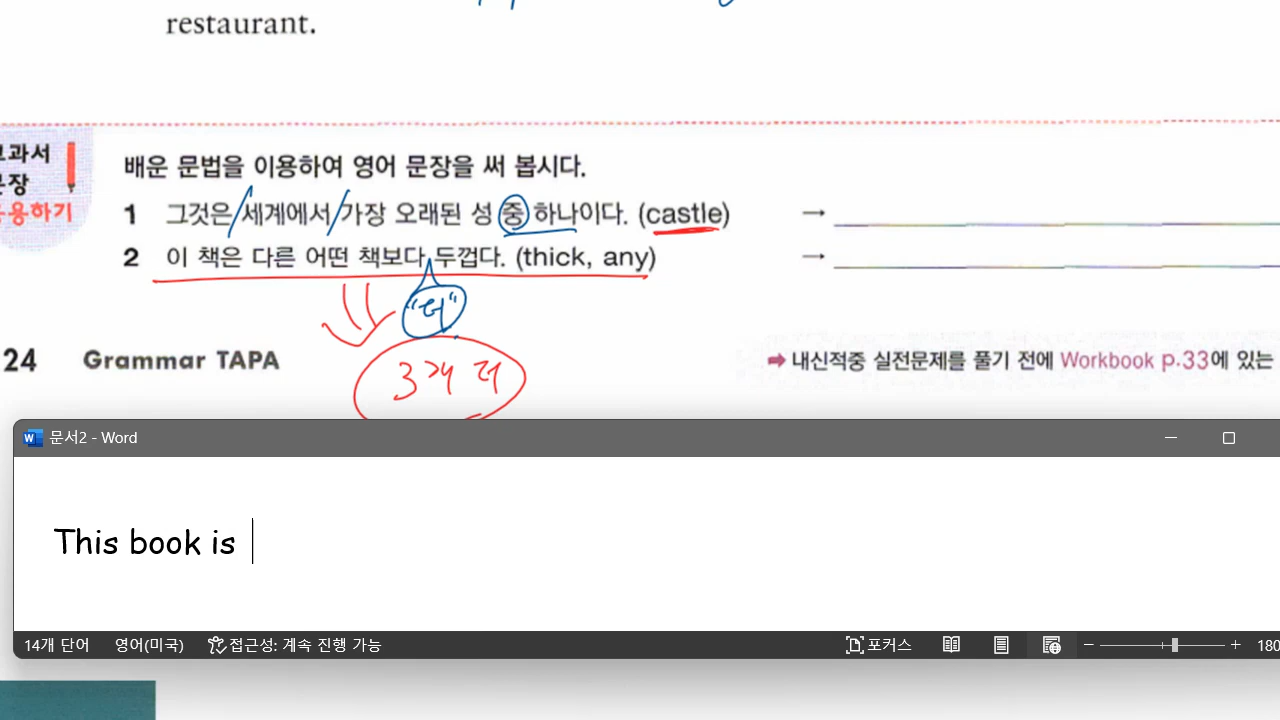 restaurant.
교과서
문장
응용하기
배운 문법을 이용하여 영어 문장을 써 봅시다.
1 그것은/세계에서/가장 오래된 성 중 하나이다. (castle) →
2 이 책은 다른 어떤 책보다 두껍다. (thick, any) →
"더"
24 Grammar TAPA
3개 더
➡ 내신적중 실전문제를 풀기 전에 Workbook p.33에 있는
문서2 - Word
This book is
14개 단어 영어(미국) 접근성: 계속 진행 가능 포커스 180